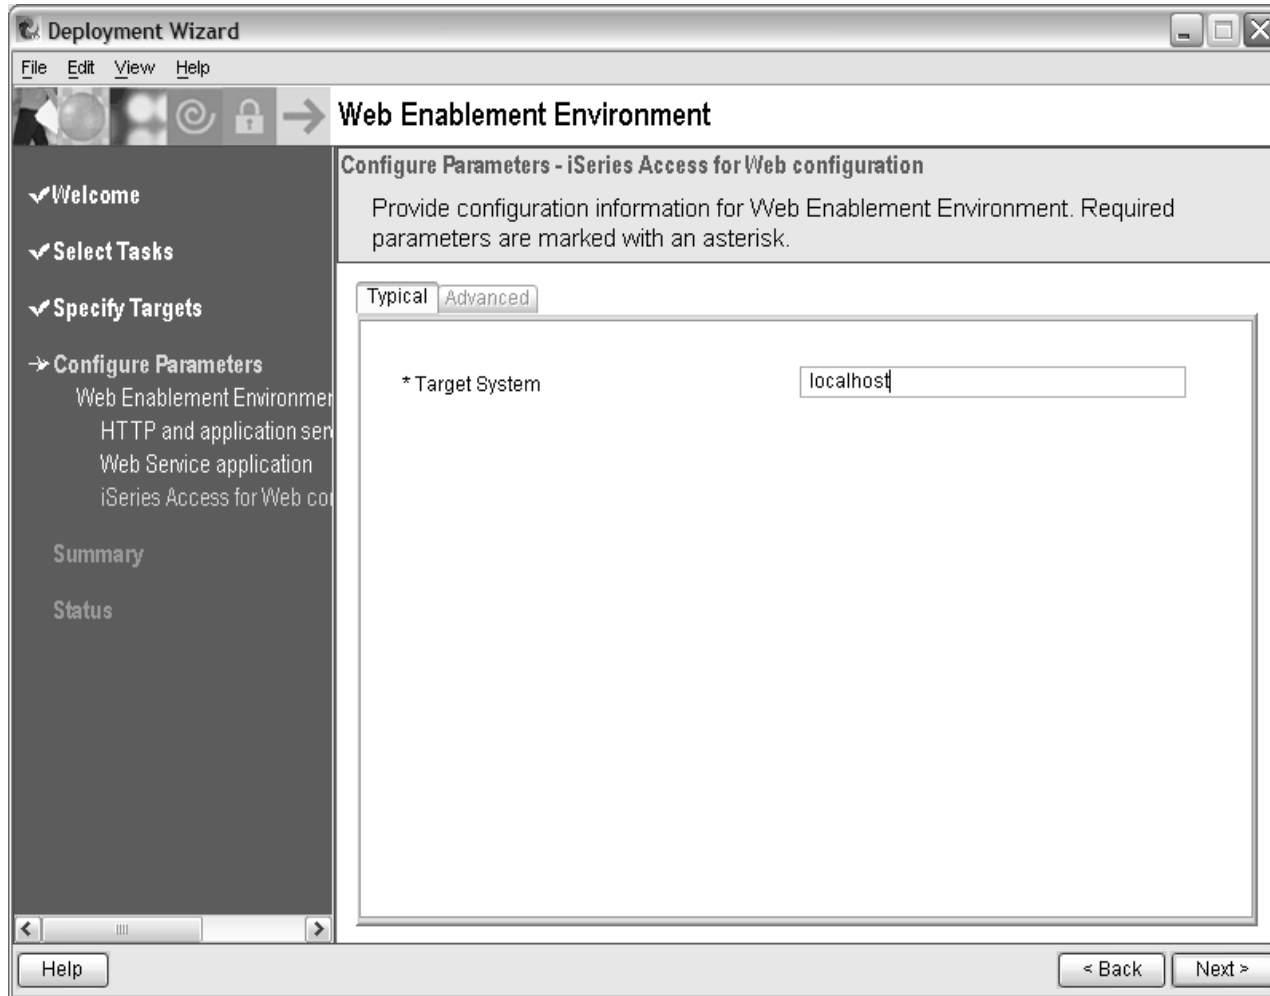 Deployment Wizard
File Edit View Help
Web Enablement Environment
Configure Parameters - iSeries Access for Web configuration
Provide configuration information for Web Enablement Environment. Required
parameters are marked with an asterisk.
Welcome
Select Tasks
Specify Targets
Configure Parameters
Web Enablement Environmen
HTTP and application serv
Web Service application
iSeries Access for Web con
Summary
Status
Typical Advanced
* Target System localhost
Help < Back Next >